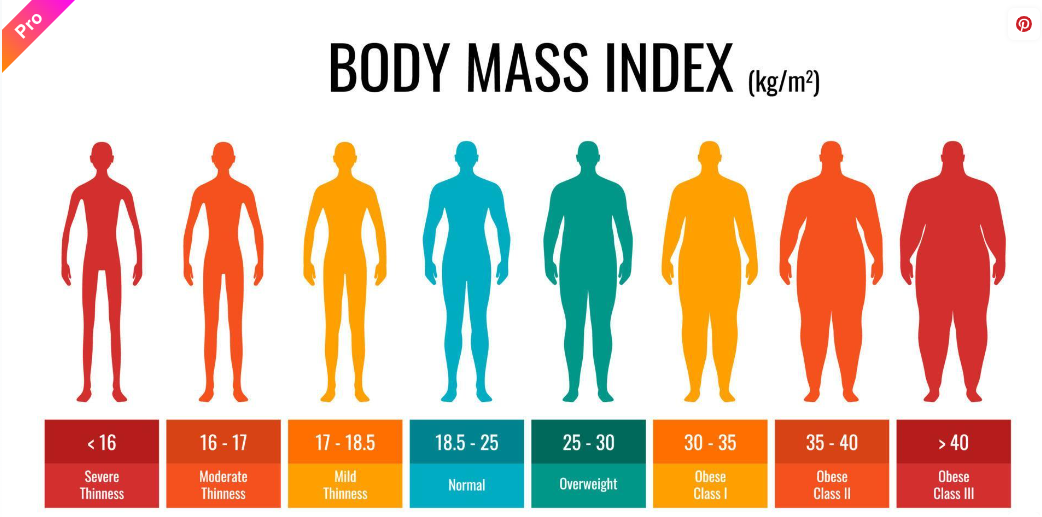 Pro
BODY MASS INDEX (kg/m²)
< 16
Severe
Thinness
16 - 17
Moderate
Thinness
17 - 18.5
Mild
Thinness
18.5 - 25
Normal
25 - 30
Overweight
30 - 35
Obese
Class I
35 - 40
Obese
Class II
> 40
Obese
Class III